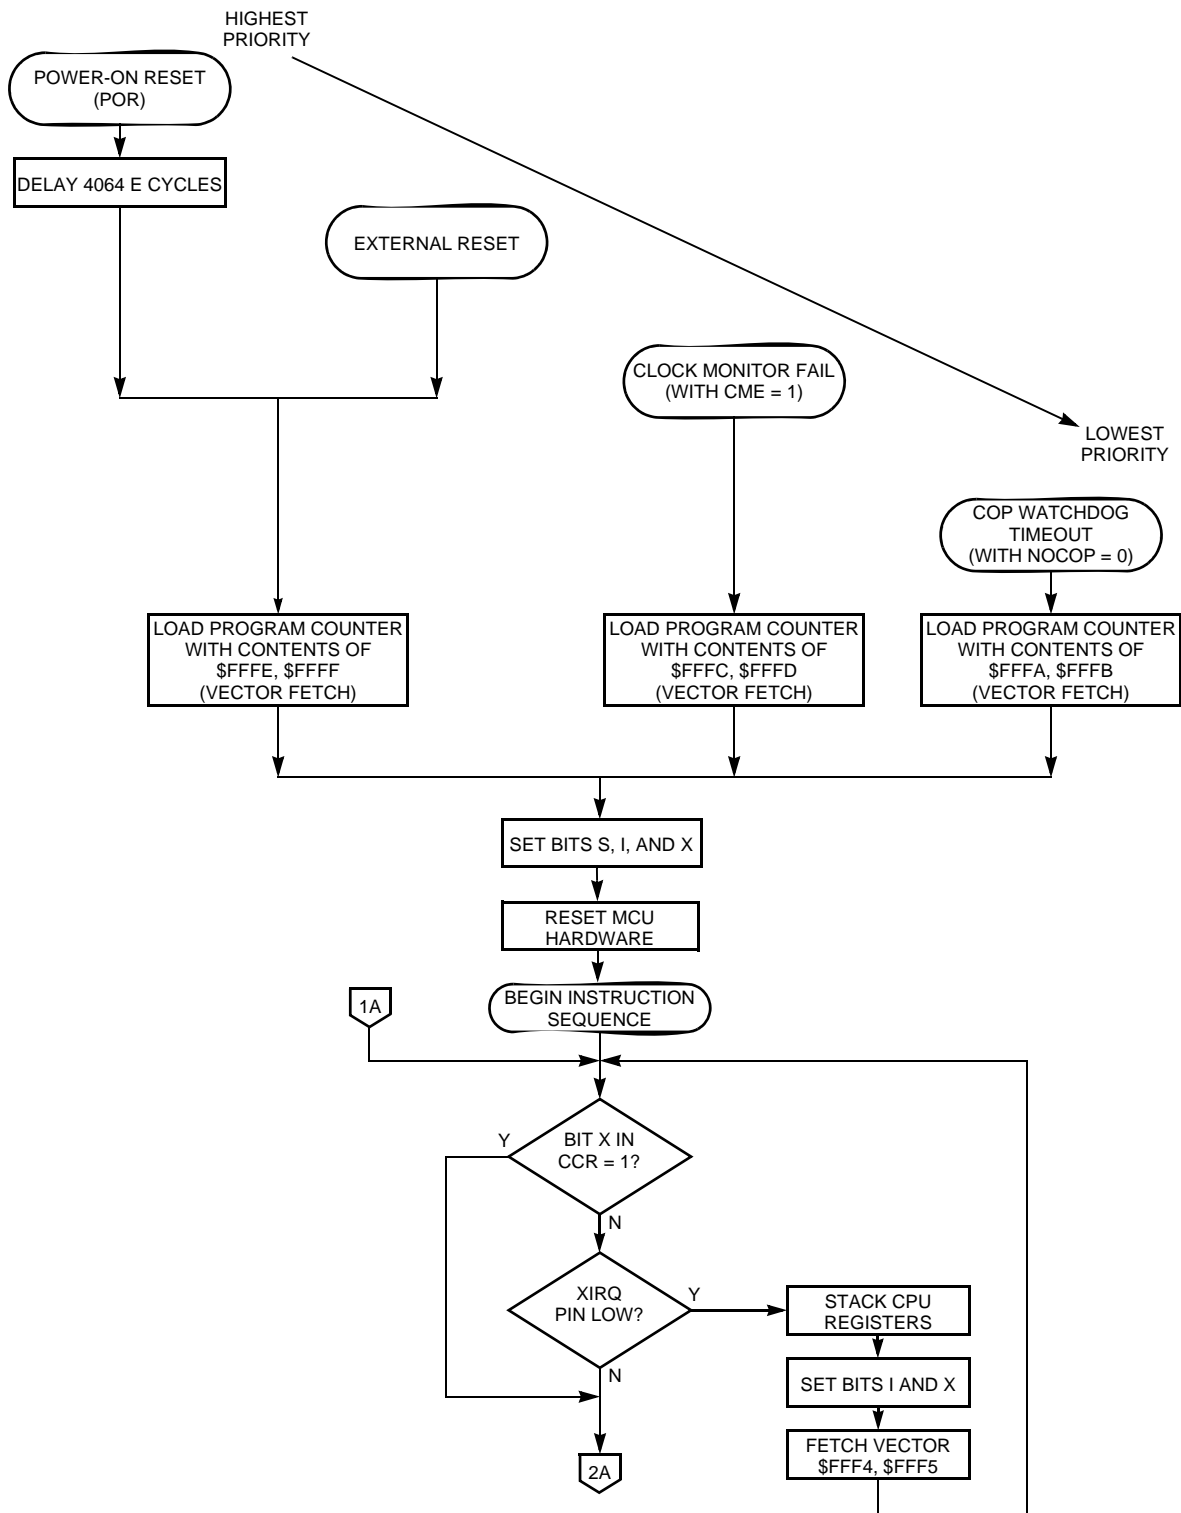 HIGHEST
PRIORITY
POWER-ON RESET
(POR)
DELAY 4064 E CYCLES
EXTERNAL RESET
CLOCK MONITOR FAIL
(WITH CME = 1)
LOWEST
PRIORITY
COP WATCHDOG
TIMEOUT
(WITH NOCOP = 0)
LOAD PROGRAM COUNTER
WITH CONTENTS OF
$FFFE, $FFFF
(VECTOR FETCH)
LOAD PROGRAM COUNTER
WITH CONTENTS OF
$FFFC, $FFFD
(VECTOR FETCH)
LOAD PROGRAM COUNTER
WITH CONTENTS OF
$FFFA, $FFFB
(VECTOR FETCH)
SET BITS S, I, AND X
RESET MCU
HARDWARE
1A
BEGIN INSTRUCTION
SEQUENCE
Y
BIT X IN
CCR = 1?
N
XIRQ
PIN LOW?
Y
STACK CPU
REGISTERS
N
SET BITS I AND X
FETCH VECTOR
$FFF4, $FFF5
2A